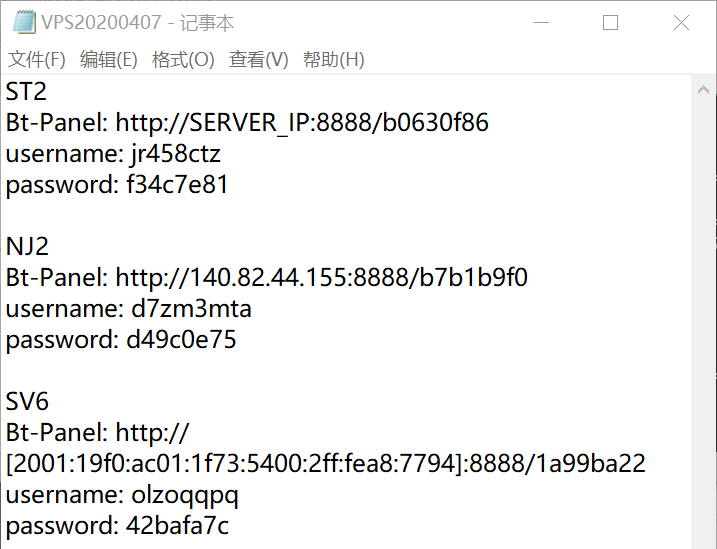 VPS20200407 - 记事本
文件(F) 编辑(E) 格式(O) 查看(V) 帮助(H)
ST2
Bt-Panel: http://SERVER_IP:8888/b0630f86
username: jr458ctz
password: f34c7e81
NJ2
Bt-Panel: http://140.82.44.155:8888/b7b1b9f0
username: d7zm3mta
password: d49c0e75
SV6
Bt-Panel: http://
[2001:19f0:ac01:1f73:5400:2ff:fea8:7794]:8888/1a99ba22
username: olzoqqpq
password: 42bafa7c